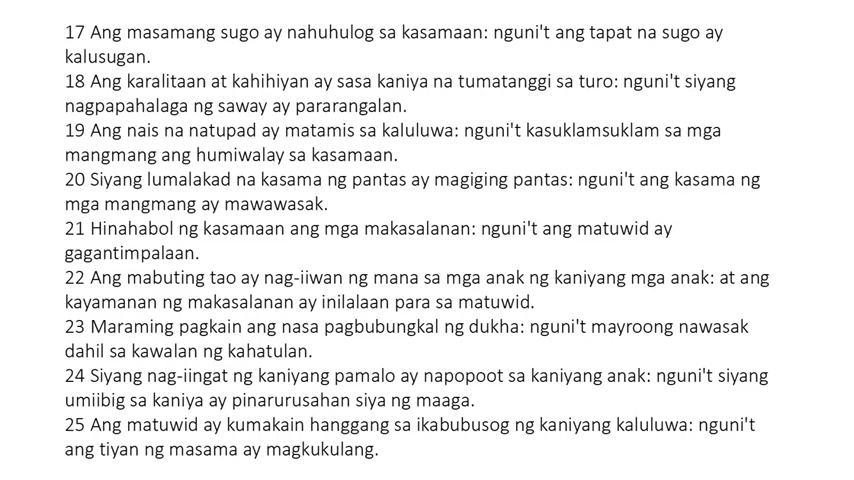 17 Ang masamang sugo ay nahuhulog sa kasamaan: nguni't ang tapat na sugo ay
kalusugan.
18 Ang karalitaan at kahihiyan ay sasa kaniya na tumatanggi sa turo: nguni't siyang
nagpapahalaga ng saway ay pararangalan.
19 Ang nais na natupad ay matamis sa kaluluwa: nguni't kasuklamsuklam sa mga
mangmang ang humiwalay sa kasamaan.
20 Siyang lumalakad na kasama ng pantas ay magiging pantas: nguni't ang kasama ng
mga mangmang ay mawawasak.
21 Hinahabol ng kasamaan ang mga makasalanan: nguni't ang matuwid ay
gagantimpalaan.
22 Ang mabuting tao ay nag-iiwan ng mana sa mga anak ng kaniyang mga anak: at ang
kayamanan ng makasalanan ay inilalaan para sa matuwid.
23 Maraming pagkain ang nasa pagbubungkal ng dukha: nguni't mayroong nawasak
dahil sa kawalan ng kahatulan.
24 Siyang nag-iingat ng kaniyang pamalo ay napopoot sa kaniyang anak: nguni't siyang
umiibig sa kaniya ay pinarurusahan siya ng maaga.
25 Ang matuwid ay kumakain hanggang sa ikabubusog ng kaniyang kaluluwa: nguni't
ang tiyan ng masama ay magkukulang.